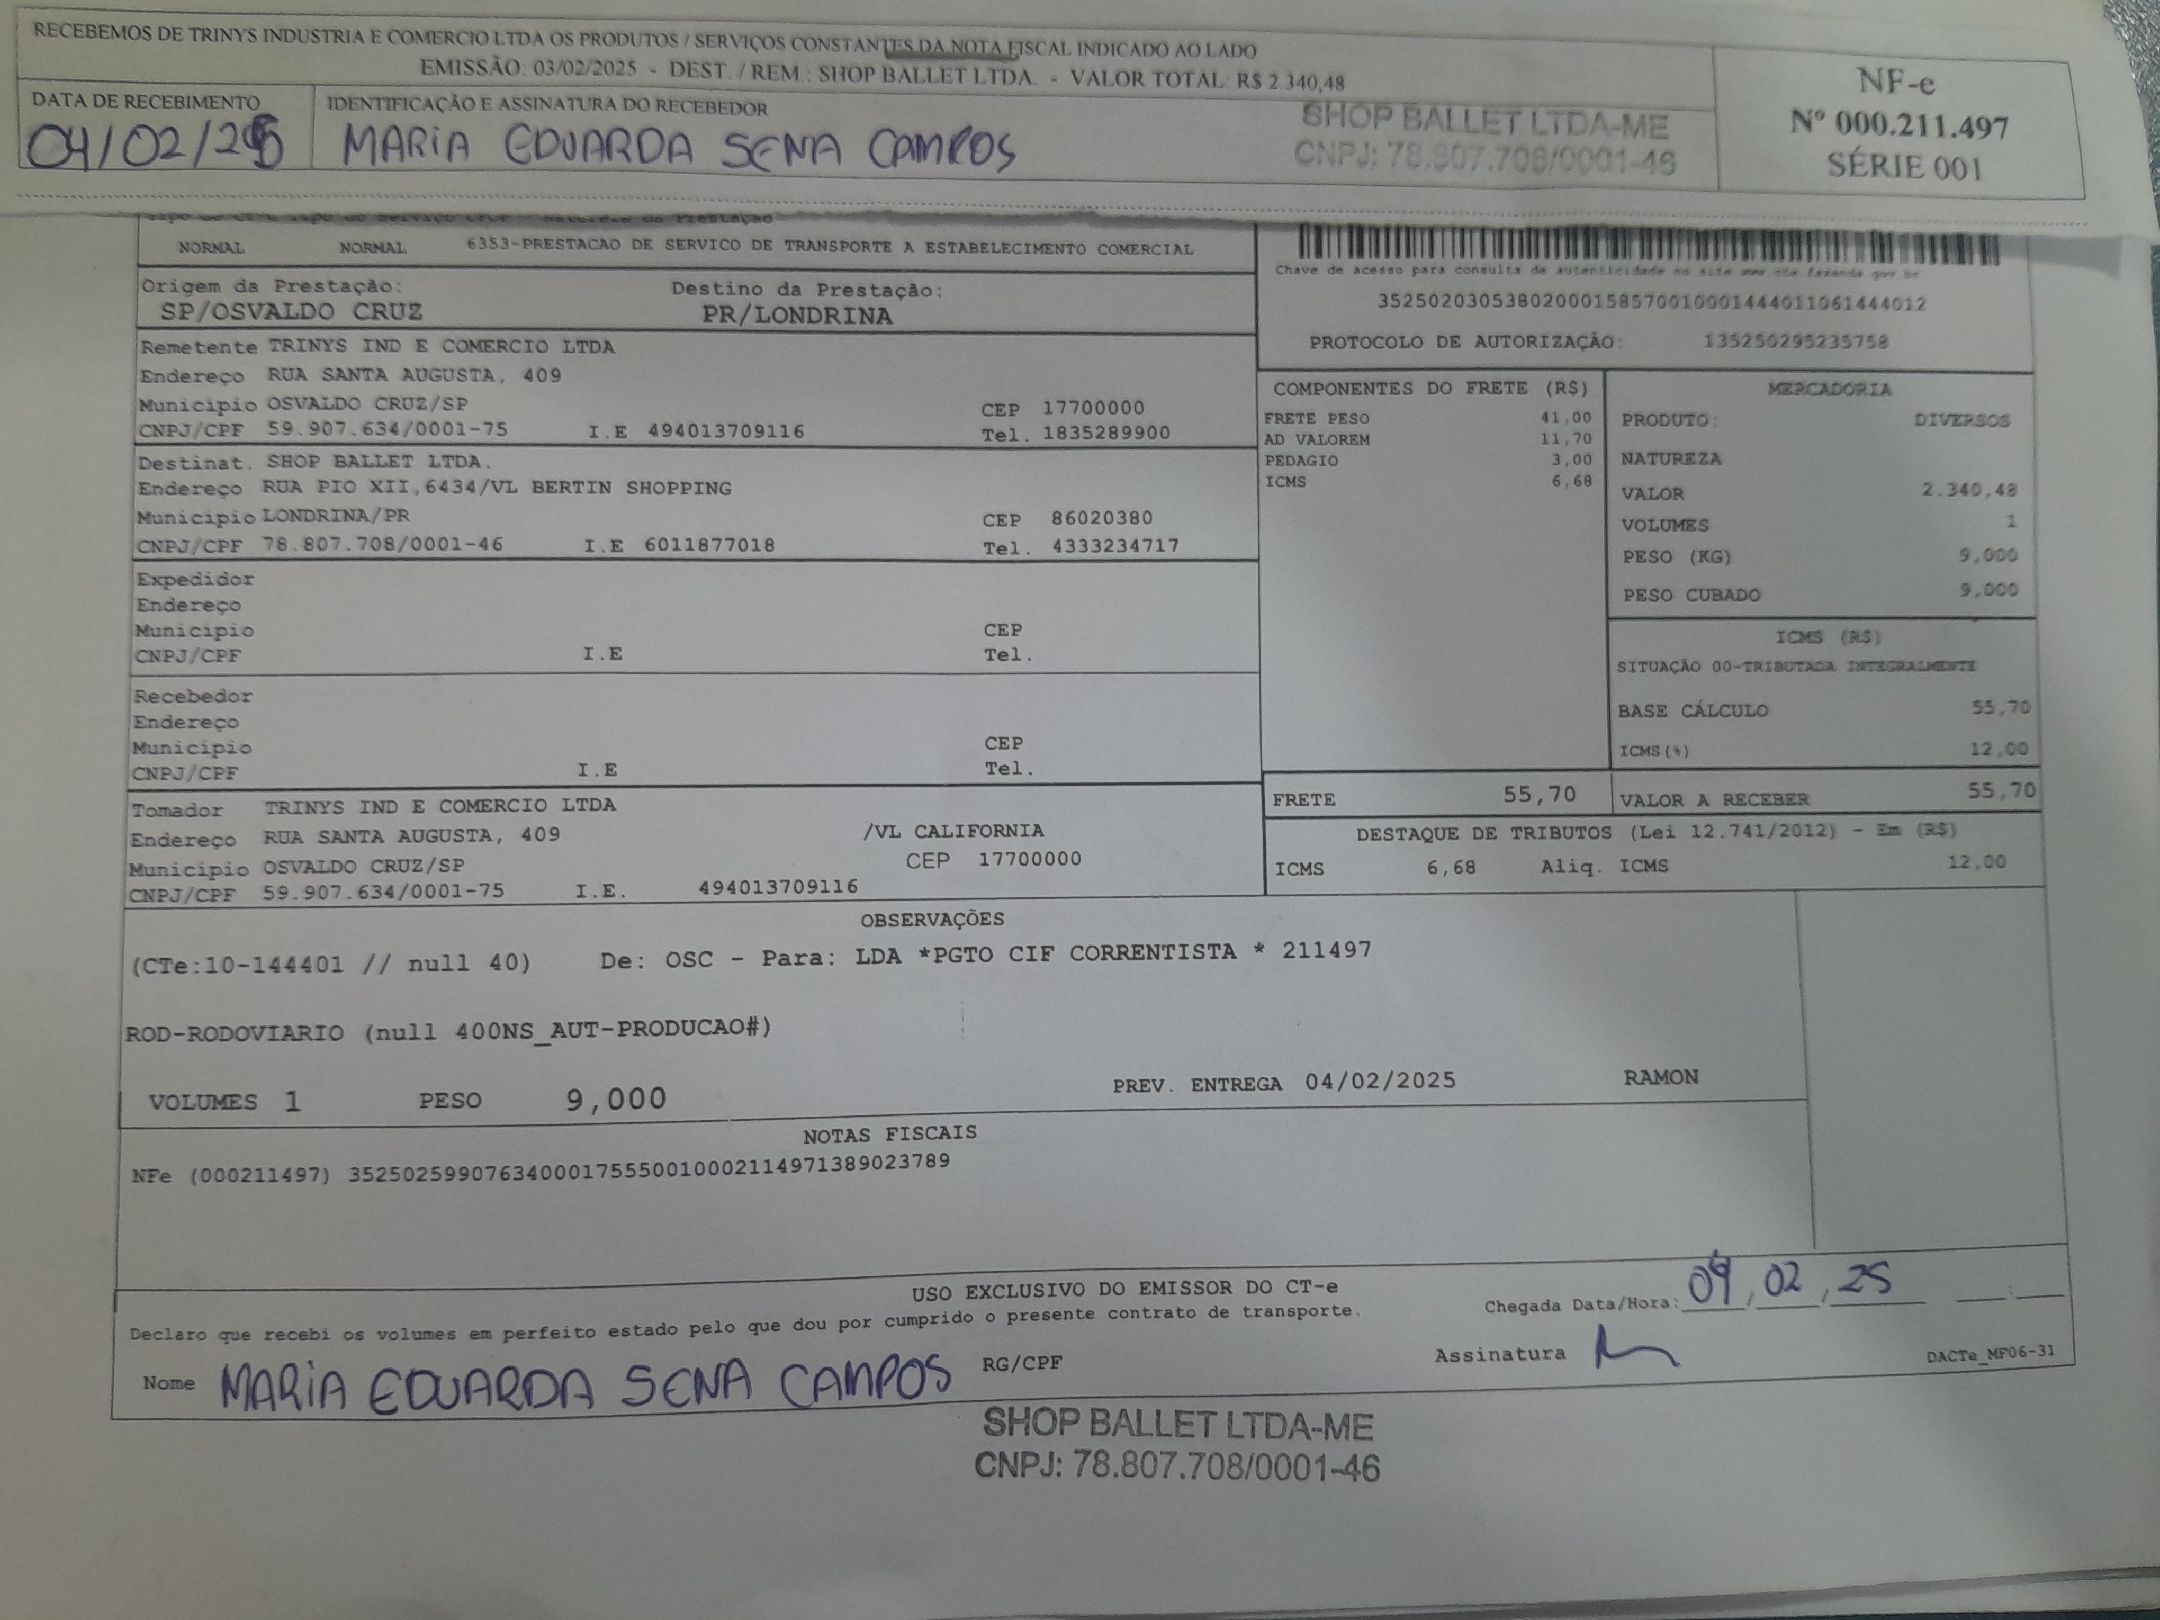 RECEBEMOS DE TRINYS INDUSTRIA E COMERCIO LTDA OS PRODUTOS / SERVIÇOS CONSTANTES DA NOTA FISCAL INDICADO AO LADO
EMISSÃO: 03/02/2025 - DEST. / REM.: SHOP BALLET LTDA. - VALOR TOTAL: R$ 2.340,48
NF-e
Nº 000.211.497
SÉRIE 001
DATA DE RECEBIMENTO
04/02/25
IDENTIFICAÇÃO E ASSINATURA DO RECEBEDOR
MARIA EDUARDA SENA CAMPOS
SHOP BALLET LTDA-ME
CNPJ: 78.807.708/0001-46
NORMAL NORMAL 6353-PRESTACAO DE SERVICO DE TRANSPORTE A ESTABELECIMENTO COMERCIAL
Chave de acesso para consulta de autenticidade no site
35250203053802000158570010001444011061444012
PROTOCOLO DE AUTORIZAÇÃO: 135250295235758
Origem da Prestação: Destino da Prestação:
SP/OSVALDO CRUZ PR/LONDRINA
Remetente TRINYS IND E COMERCIO LTDA
Endereço RUA SANTA AUGUSTA, 409
Municipio OSVALDO CRUZ/SP CEP 17700000
CNPJ/CPF 59.907.634/0001-75 I.E 494013709116 Tel. 1835289900
Destinat. SHOP BALLET LTDA.
Endereço RUA PIO XII,6434/VL BERTIN SHOPPING
Municipio LONDRINA/PR CEP 86020380
CNPJ/CPF 78.807.708/0001-46 I.E 6011877018 Tel. 4333234717
Expedidor
Endereço
Municipio CEP
CNPJ/CPF I.E Tel.
Recebedor
Endereço
Municipio CEP
CNPJ/CPF I.E Tel.
Tomador TRINYS IND E COMERCIO LTDA
Endereço RUA SANTA AUGUSTA, 409 /VL CALIFORNIA
Municipio OSVALDO CRUZ/SP CEP 17700000
CNPJ/CPF 59.907.634/0001-75 I.E. 494013709116
COMPONENTES DO FRETE (R$)
FRETE PESO 41,00
AD VALOREM 11,70
PEDAGIO 3,00
ICMS 6,68
MERCADORIA
PRODUTO: DIVERSOS
NATUREZA
VALOR 2.340,48
VOLUMES 1
PESO (KG) 9,000
PESO CUBADO 9,000
ICMS (R$)
SITUAÇÃO 00-TRIBUTADA INTEGRALMENTE
BASE CÁLCULO 55,70
ICMS(%) 12,00
FRETE 55,70 VALOR A RECEBER 55,70
DESTAQUE DE TRIBUTOS (Lei 12.741/2012) - Em (R$)
ICMS 6,68 Aliq. ICMS 12,00
OBSERVAÇÕES
(CTe:10-144401 // null 40) De: OSC - Para: LDA *PGTO CIF CORRENTISTA * 211497
ROD-RODOVIARIO (null 400NS_AUT-PRODUCAO#)
VOLUMES 1 PESO 9,000 PREV. ENTREGA 04/02/2025 RAMON
NOTAS FISCAIS
NFe (000211497) 35250259907634000175550010002114971389023789
USO EXCLUSIVO DO EMISSOR DO CT-e
Declaro que recebi os volumes em perfeito estado pelo que dou por cumprido o presente contrato de transporte.
Chegada Data/Hora: 04/02/25 __:__
Nome MARIA EDUARDA SENA CAMPOS RG/CPF Assinatura
DACTe_MF06-31
SHOP BALLET LTDA-ME
CNPJ: 78.807.708/0001-46